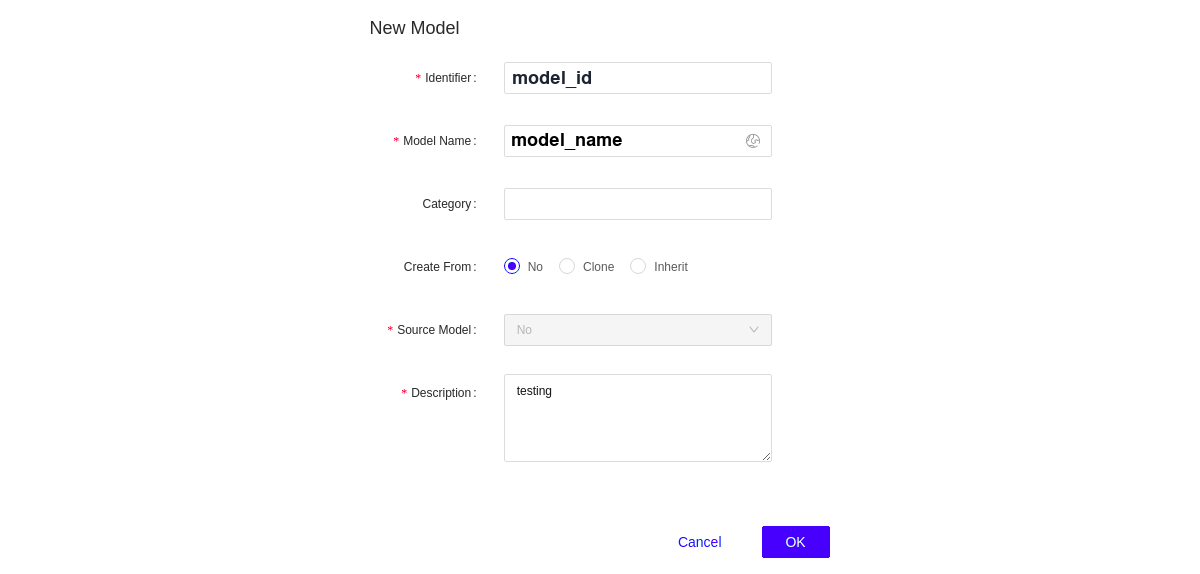 New Model
* Identifier: model_id
* Model Name: model_name
Category:
Create From: No Clone Inherit
* Source Model: No
* Description: testing
Cancel OK